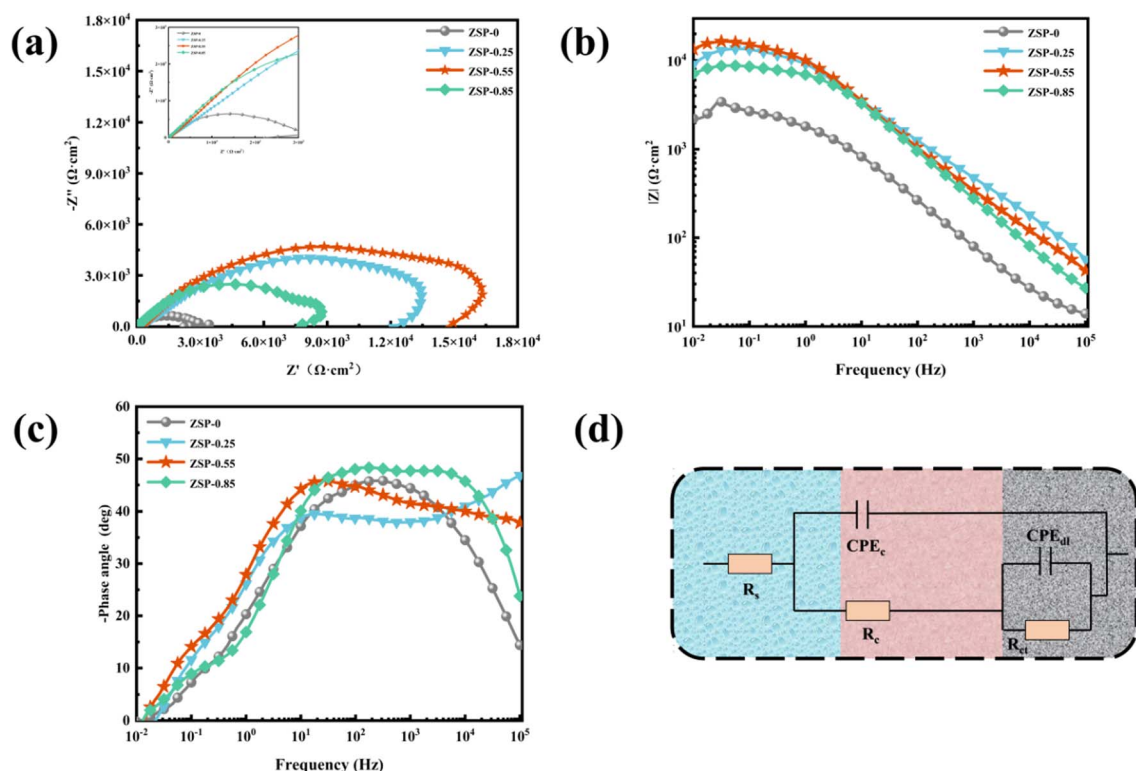 (a)
1.8×10⁴
1.5×10⁴
1.2×10⁴
9.0×10³
6.0×10³
3.0×10³
0.0
-Z'' (Ω·cm²)
ZSP-0
ZSP-0.25
ZSP-0.55
ZSP-0.85
0.0 3.0×10³ 6.0×10³ 9.0×10³ 1.2×10⁴ 1.5×10⁴ 1.8×10⁴
Z'（Ω·cm²)
(b)
10⁴
10³
10²
10¹
|Z| (Ω·cm²
ZSP-0
ZSP-0.25
ZSP-0.55
ZSP-0.85
10⁻² 10⁻¹ 10⁰ 10¹ 10² 10³ 10⁴ 10⁵
Frequency (Hz)
(c)
60
50
40
30
20
10
0
-Phase angle (deg)
ZSP-0
ZSP-0.25
ZSP-0.55
ZSP-0.85
10⁻² 10⁻¹ 10⁰ 10¹ 10² 10³ 10⁴ 10⁵
Frequency (Hz)
(d)
CPEc
CPEdl
Rs
Rc
Rct